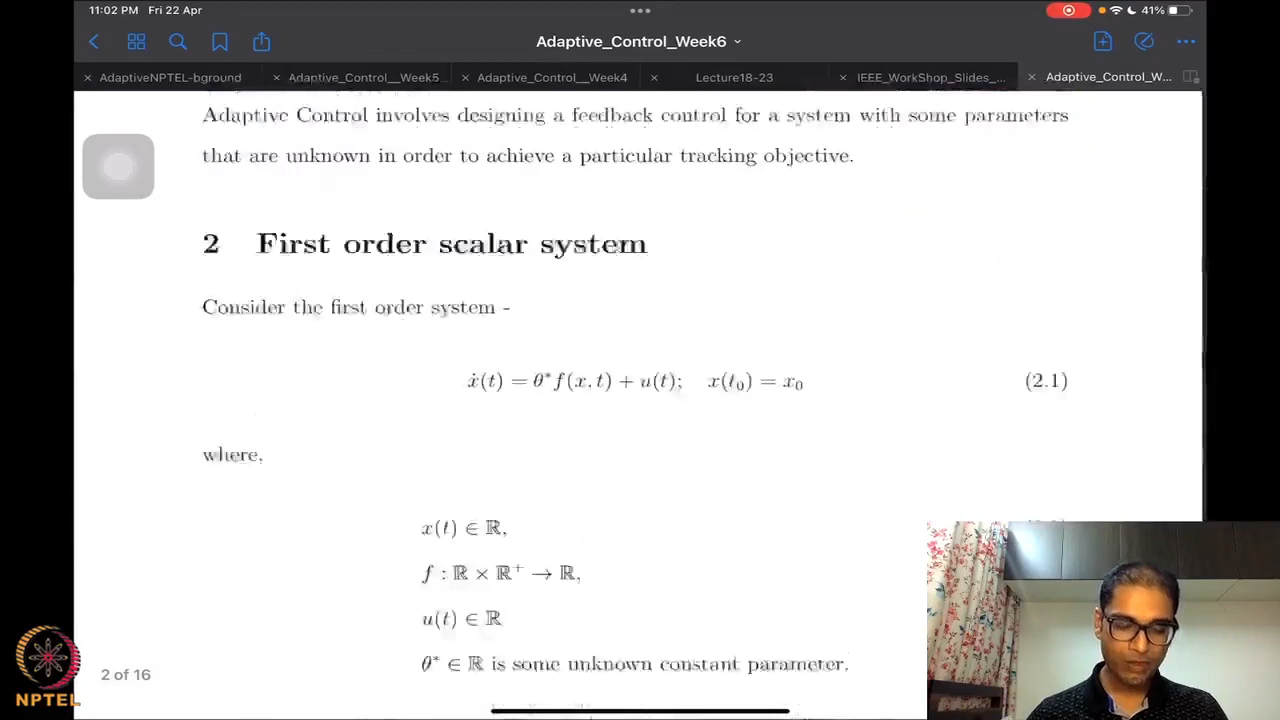 11:02 PM Fri 22 Apr
41%
Adaptive_Control_Week6
AdaptiveNPTEL-bground
Adaptive_Control__Week5
Adaptive_Control__Week4
Lecture18-23
IEEE_WorkShop_Slides_...
Adaptive_Control_W...
Adaptive Control involves designing a feedback control for a system with some parameters
that are unknown in order to achieve a particular tracking objective.
2 First order scalar system
Consider the first order system -
ẋ(t) = θ*f(x, t) + u(t); x(t₀) = x₀ (2.1)
where,
x(t) ∈ ℝ,
f : ℝ × ℝ⁺ → ℝ,
u(t) ∈ ℝ
θ* ∈ ℝ is some unknown constant parameter.
2 of 16
NPTEL